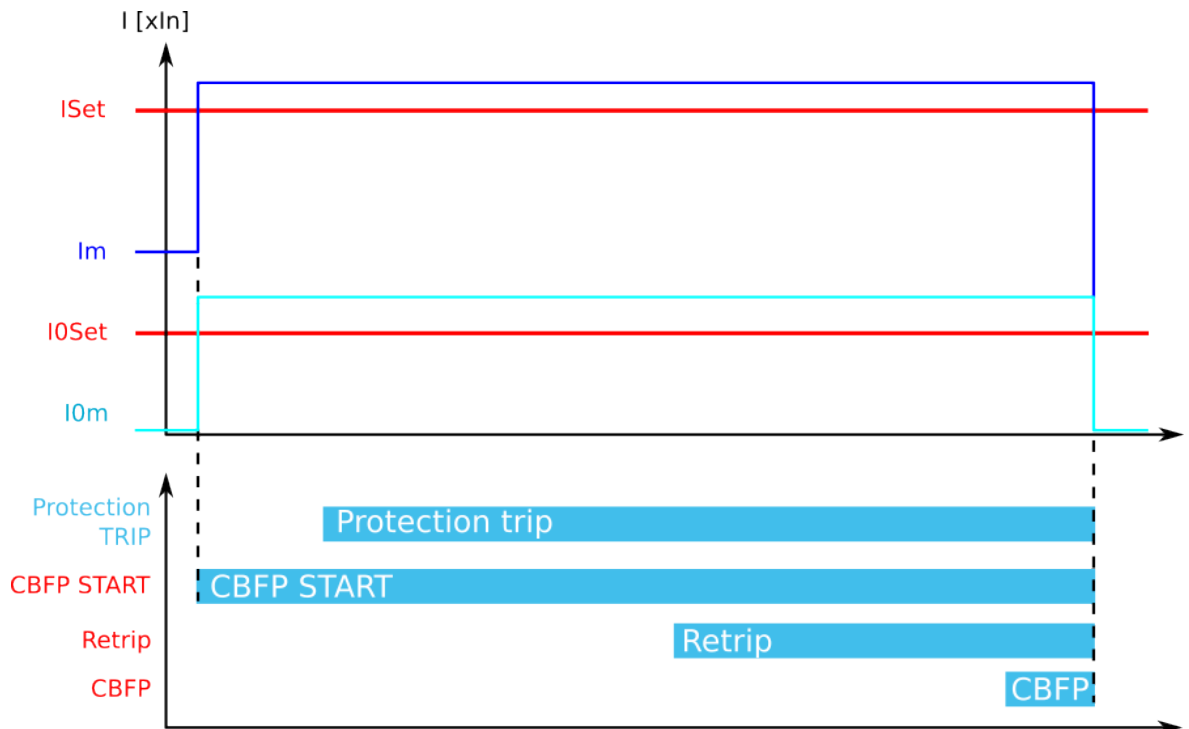 I [xIn]
ISet
Im
I0Set
I0m
Protection
TRIP
Protection trip
CBFP START
CBFP START
Retrip
Retrip
CBFP
CBFP